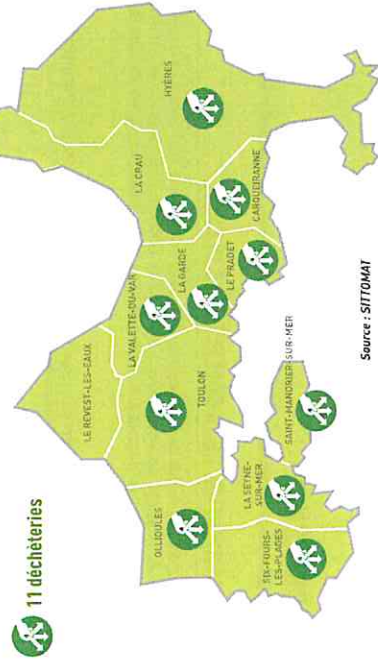 11 déchèteries
LE REVEST-LES-EAUX
HYÈRES
LA CRAU
LA VALETTE-DU-VAR
LA GARDE
CARQUEIRANNE
LE PRADET
TOULON
OLLIOULES
SAINT-MANDRIER-SUR-MER
LA SEYNE-
SUR-MER
SIX-FOURS-
LES-PLAGES
Source : SITTOMAT